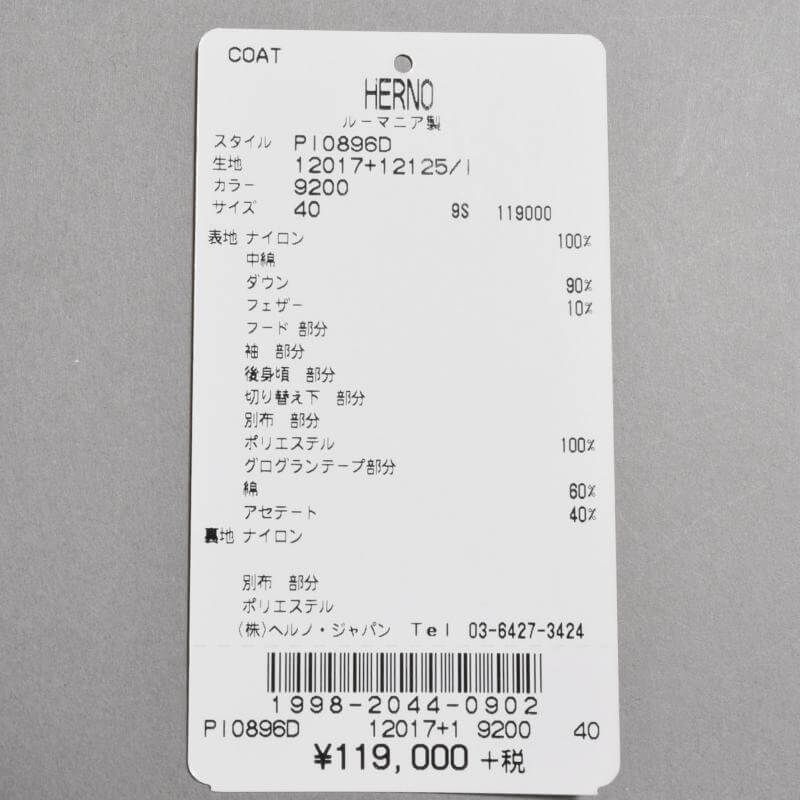 COAT
HERNO
ルーマニア製
スタイル PI0896D
生地 12017+12125/I
カラー 9200
サイズ 40 9S 119000
表地 ナイロン 100%
中綿
ダウン 90%
フェザー 10%
フード 部分
袖 部分
後身頃 部分
切り替え下 部分
別布 部分
ポリエステル 100%
グログランテープ部分
綿 60%
アセテート 40%
裏地 ナイロン
別布 部分
ポリエステル
(株)ヘルノ・ジャパン Tel 03-6427-3424
1998-2044-0902
PI0896D 12017+1 9200 40
¥119,000 +税